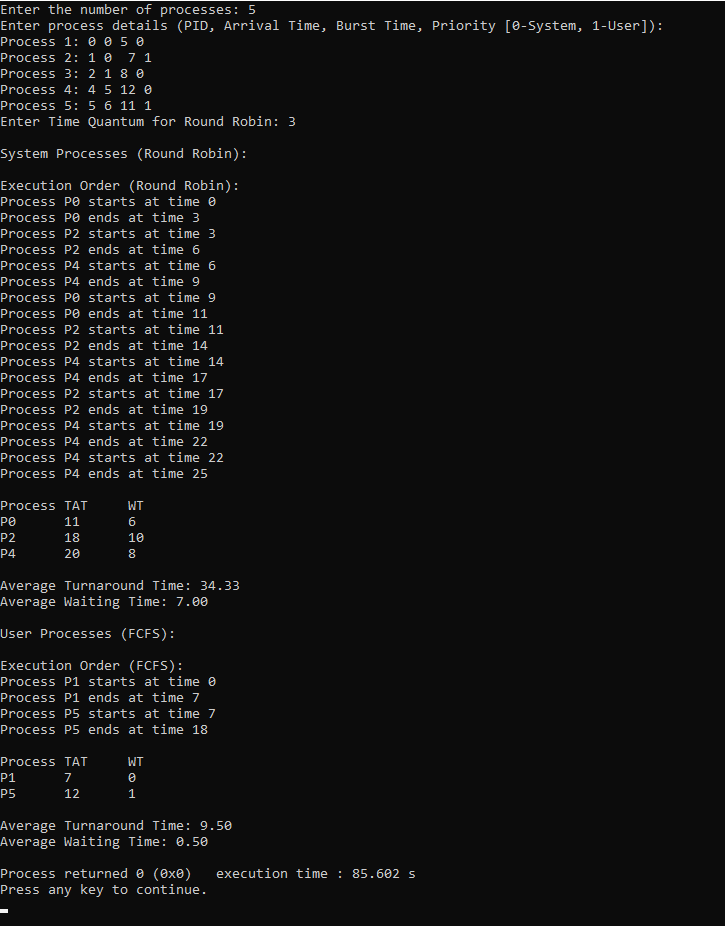 Enter the number of processes: 5
Enter process details (PID, Arrival Time, Burst Time, Priority [0-System, 1-User]):
Process 1: 0 0 5 0
Process 2: 1 0  7 1
Process 3: 2 1 8 0
Process 4: 4 5 12 0
Process 5: 5 6 11 1
Enter Time Quantum for Round Robin: 3
System Processes (Round Robin):
Execution Order (Round Robin):
Process P0 starts at time 0
Process P0 ends at time 3
Process P2 starts at time 3
Process P2 ends at time 6
Process P4 starts at time 6
Process P4 ends at time 9
Process P0 starts at time 9
Process P0 ends at time 11
Process P2 starts at time 11
Process P2 ends at time 14
Process P4 starts at time 14
Process P4 ends at time 17
Process P2 starts at time 17
Process P2 ends at time 19
Process P4 starts at time 19
Process P4 ends at time 22
Process P4 starts at time 22
Process P4 ends at time 25
Process TAT     WT
P0      11      6
P2      18      10
P4      20      8
Average Turnaround Time: 34.33
Average Waiting Time: 7.00
User Processes (FCFS):
Execution Order (FCFS):
Process P1 starts at time 0
Process P1 ends at time 7
Process P5 starts at time 7
Process P5 ends at time 18
Process TAT     WT
P1      7       0
P5      12      1
Average Turnaround Time: 9.50
Average Waiting Time: 0.50
Process returned 0 (0x0)   execution time : 85.602 s
Press any key to continue.